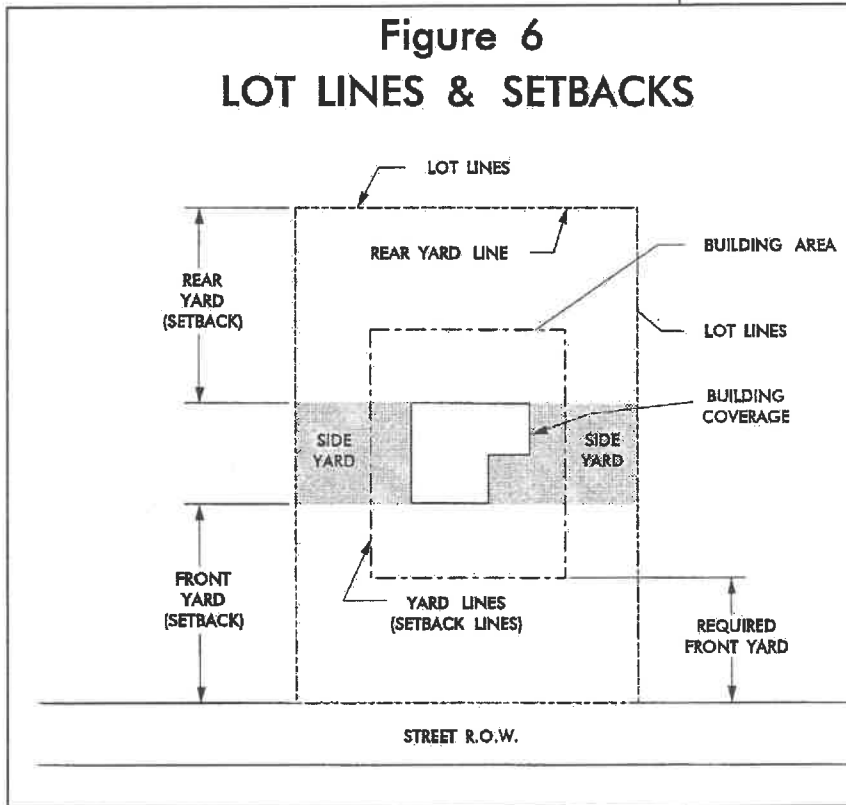 Figure 6
LOT LINES & SETBACKS
LOT LINES
REAR YARD LINE
BUILDING AREA
REAR
YARD
(SETBACK)
LOT LINES
BUILDING
COVERAGE
SIDE
YARD
SIDE
YARD
FRONT
YARD
(SETBACK)
YARD LINES
(SETBACK LINES)
REQUIRED
FRONT YARD
STREET R.O.W.